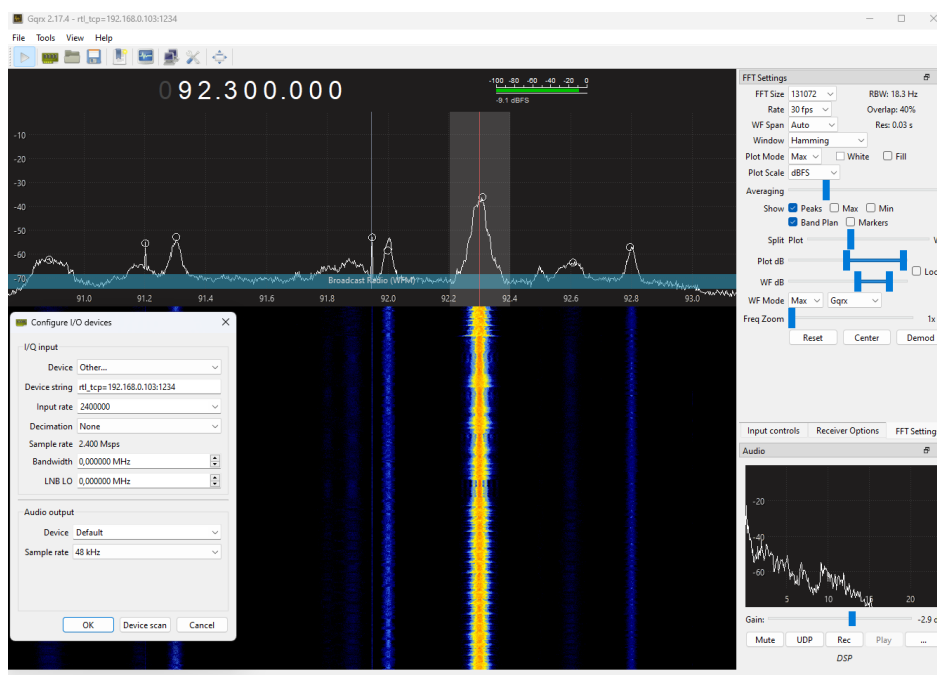 Gqrx 2.17.4 - rtl_tcp=192.168.0.103:1234
File Tools View Help
092.300.000
-100 -80 -60 -40 -20 0
-9.1 dBFS
-10
-20
-30
-40
-50
-60
-70
Broadcast Radio (WFM)
91.0 91.2 91.4 91.6 91.8 92.0 92.2 92.4 92.6 92.8 93.0
Configure I/O devices
I/Q input
Device Other...
Device string rtl_tcp=192.168.0.103:1234
Input rate 2400000
Decimation None
Sample rate 2.400 Msps
Bandwidth 0,000000 MHz
LNB LO 0,000000 MHz
Audio output
Device Default
Sample rate 48 kHz
OK Device scan Cancel
FFT Settings
FFT Size 131072 RBW: 18.3 Hz
Rate 30 fps Overlap: 40%
WF Span Auto Res: 0.03 s
Window Hamming
Plot Mode Max White Fill
Plot Scale dBFS
Averaging
Show Peaks Max Min
Band Plan Markers
Split Plot W
Plot dB
Loc
WF dB
WF Mode Max Gqrx
Freq Zoom 1x
Reset Center Demod
Input controls Receiver Options FFT Setting
Audio
-20
-40
-60
5 10 15 20
Gain: -2.9 d
Mute UDP Rec Play ...
DSP